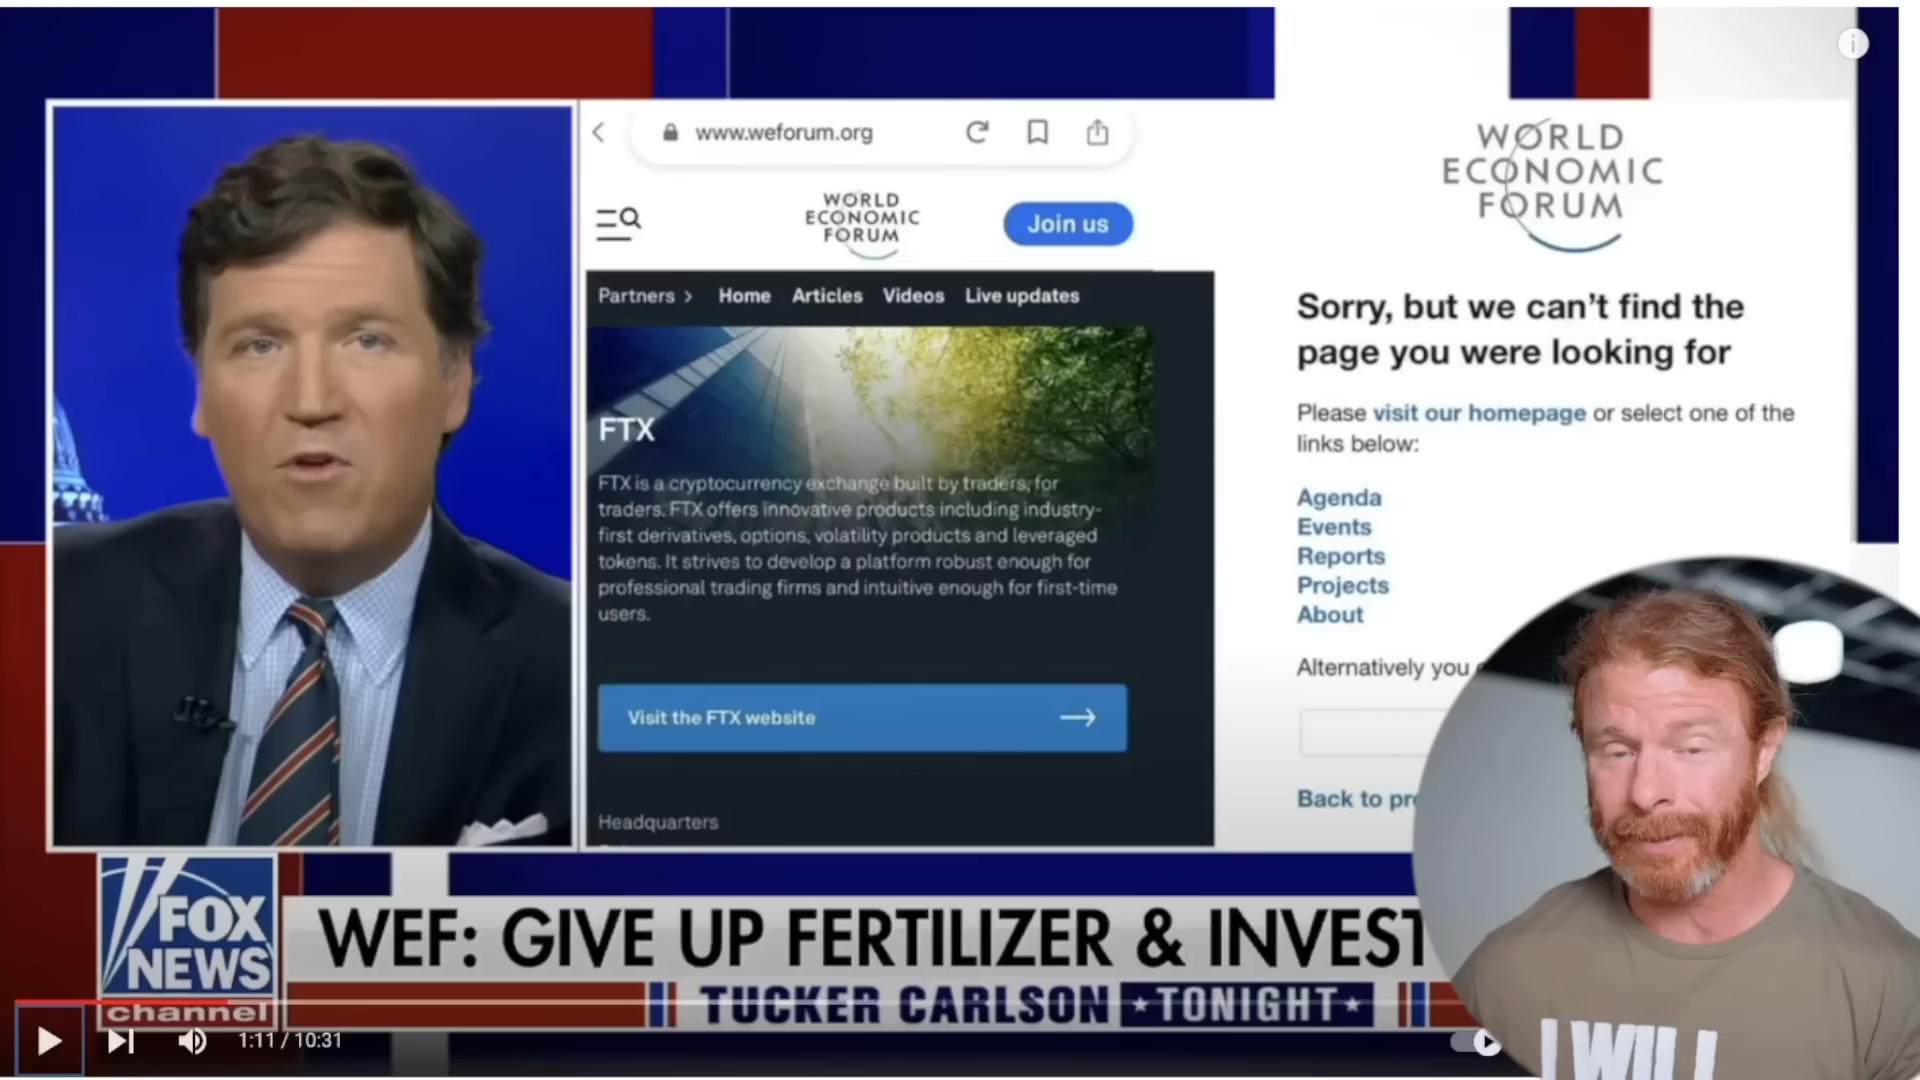 www.weforum.org
WORLD
ECONOMIC
FORUM
Join us
Partners > Home Articles Videos Live updates
FTX
FTX is a cryptocurrency exchange built by traders, for
traders. FTX offers innovative products including industry-
first derivatives, options, volatility products and leveraged
tokens. It strives to develop a platform robust enough for
professional trading firms and intuitive enough for first-time
users.
Visit the FTX website
Headquarters
WORLD
ECONOMIC
FORUM
Sorry, but we can't find the
page you were looking for
Please visit our homepage or select one of the
links below:
Agenda
Events
Reports
Projects
About
Alternatively you
Back to pr
I WILL
FOX
NEWS
channel
WEF: GIVE UP FERTILIZER & INVEST
TUCKER CARLSON TONIGHT
1:11 / 10:31